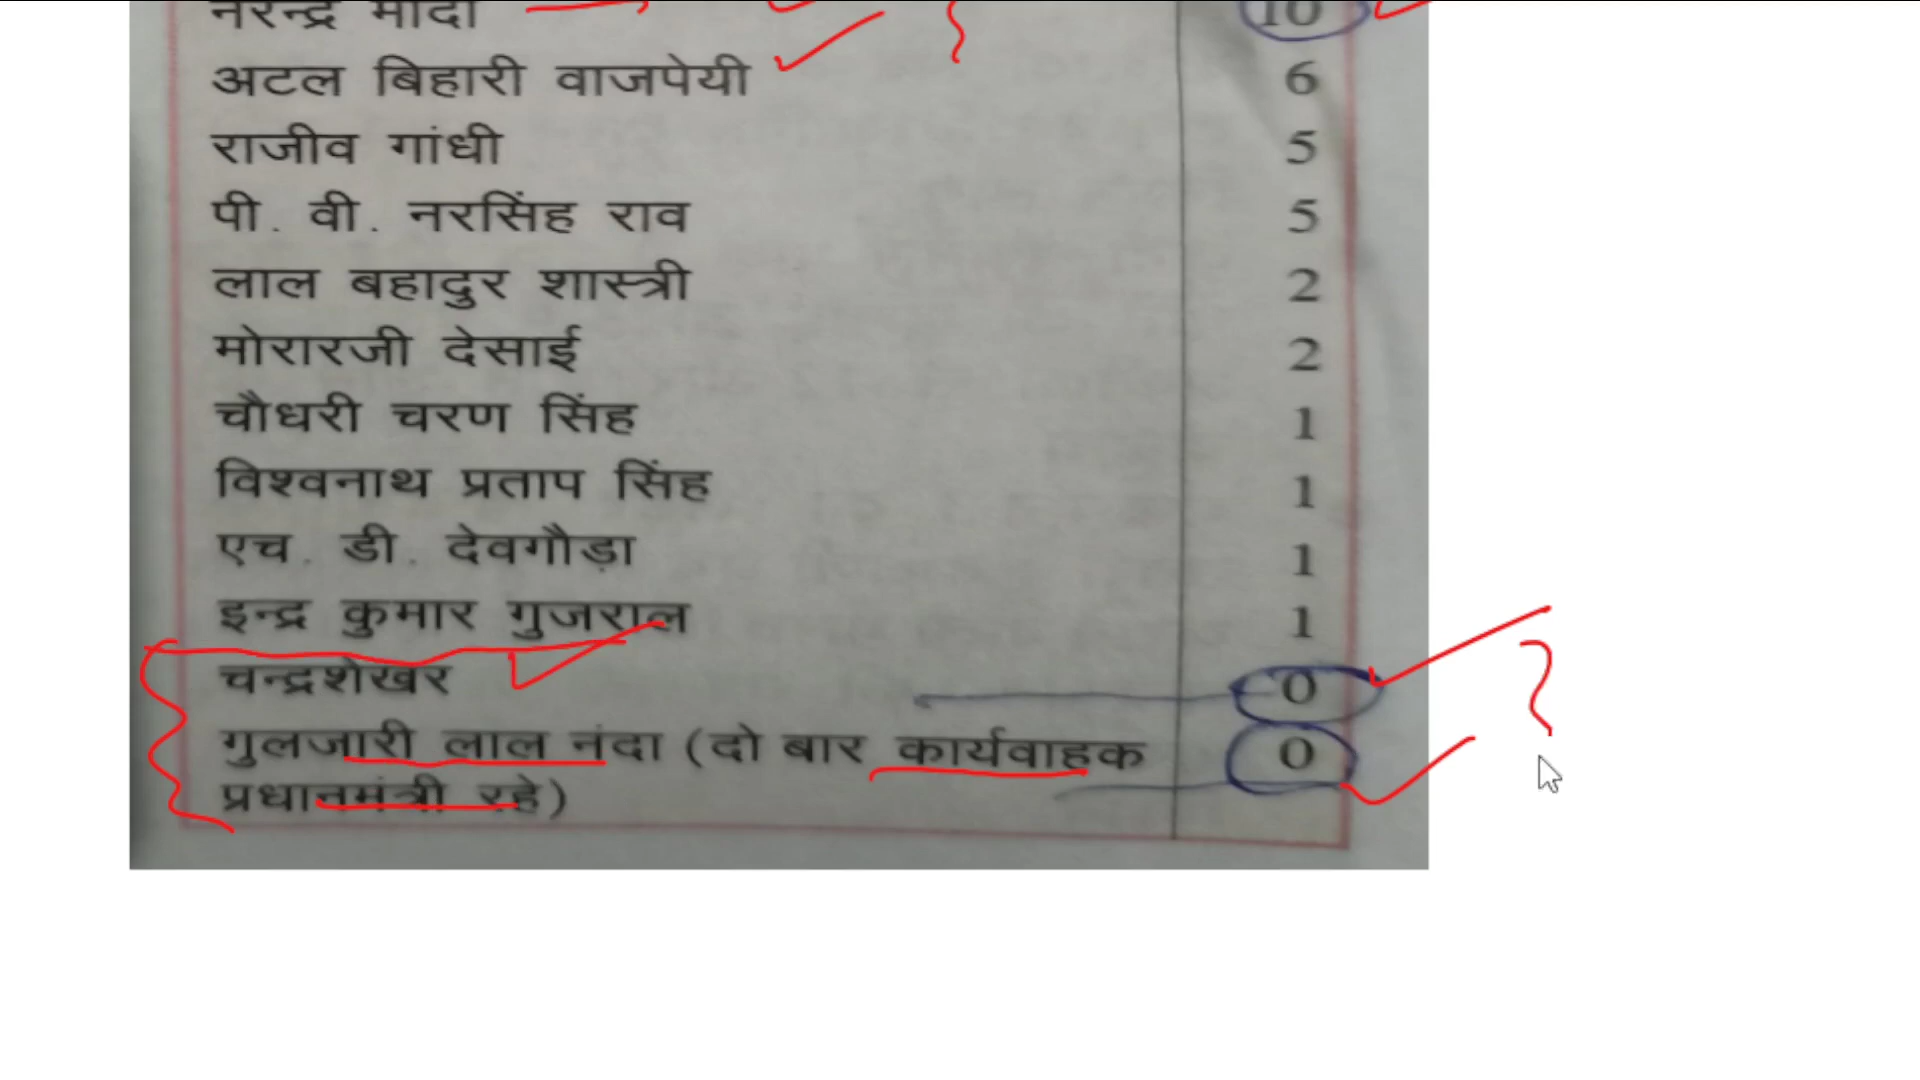 नरेन्द्र मोदी 10
अटल बिहारी वाजपेयी 6
राजीव गांधी 5
पी. वी. नरसिंह राव 5
लाल बहादुर शास्त्री 2
मोरारजी देसाई 2
चौधरी चरण सिंह 1
विश्वनाथ प्रताप सिंह 1
एच. डी. देवगौड़ा 1
इन्द्र कुमार गुजराल 1
चन्द्रशेखर 0
गुलजारी लाल नंदा (दो बार कार्यवाहक 0
प्रधानमंत्री रहे)